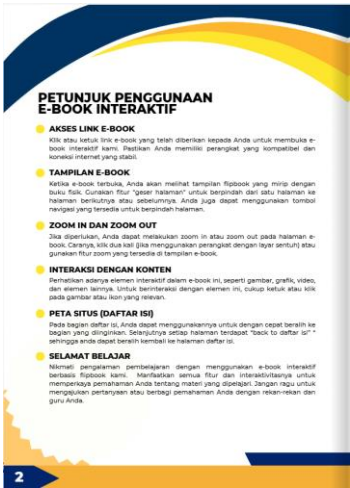 PETUNJUK PENGGUNAAN
E-BOOK INTERAKTIF
AKSES LINK E-BOOK
Klik atau ketuk link e-book yang telah diberikan kepada Anda untuk membuka e-
book interaktif kami. Pastikan Anda memiliki perangkat yang kompatibel dan
koneksi internet yang stabil.
TAMPILAN E-BOOK
Ketika e-book terbuka, Anda akan melihat tampilan flipbook yang mirip dengan
buku fisik. Gunakan fitur "geser halaman" untuk berpindah dari satu halaman ke
halaman berikutnya atau sebelumnya. Anda juga dapat menggunakan tombol
navigasi yang tersedia untuk berpindah halaman.
ZOOM IN DAN ZOOM OUT
Jika diperlukan, Anda dapat melakukan zoom in atau zoom out pada halaman e-
book. Caranya, klik dua kali (jika menggunakan perangkat dengan layar sentuh) atau
gunakan fitur zoom yang tersedia di tampilan e-book.
INTERAKSI DENGAN KONTEN
Perhatikan adanya elemen interaktif dalam e-book ini, seperti gambar, grafik, video,
dan elemen lainnya. Untuk berinteraksi dengan elemen ini, cukup ketuk atau klik
pada gambar atau ikon yang relevan.
PETA SITUS (DAFTAR ISI)
Pada bagian daftar isi, Anda dapat menggunakannya untuk dengan cepat beralih ke
bagian yang diinginkan. Selanjutnya setiap halaman terdapat "back to daftar isi" "
sehingga anda dapat beralih kembali ke halaman daftar isi.
SELAMAT BELAJAR
Nikmati pengalaman pembelajaran dengan menggunakan e-book interaktif
berbasis flipbook kami. Manfaatkan semua fitur dan interaktivitasnya untuk
memperkaya pemahaman Anda tentang materi yang dipelajari. Jangan ragu untuk
mengajukan pertanyaan atau berbagi pemahaman Anda dengan rekan-rekan dan
guru Anda.
2